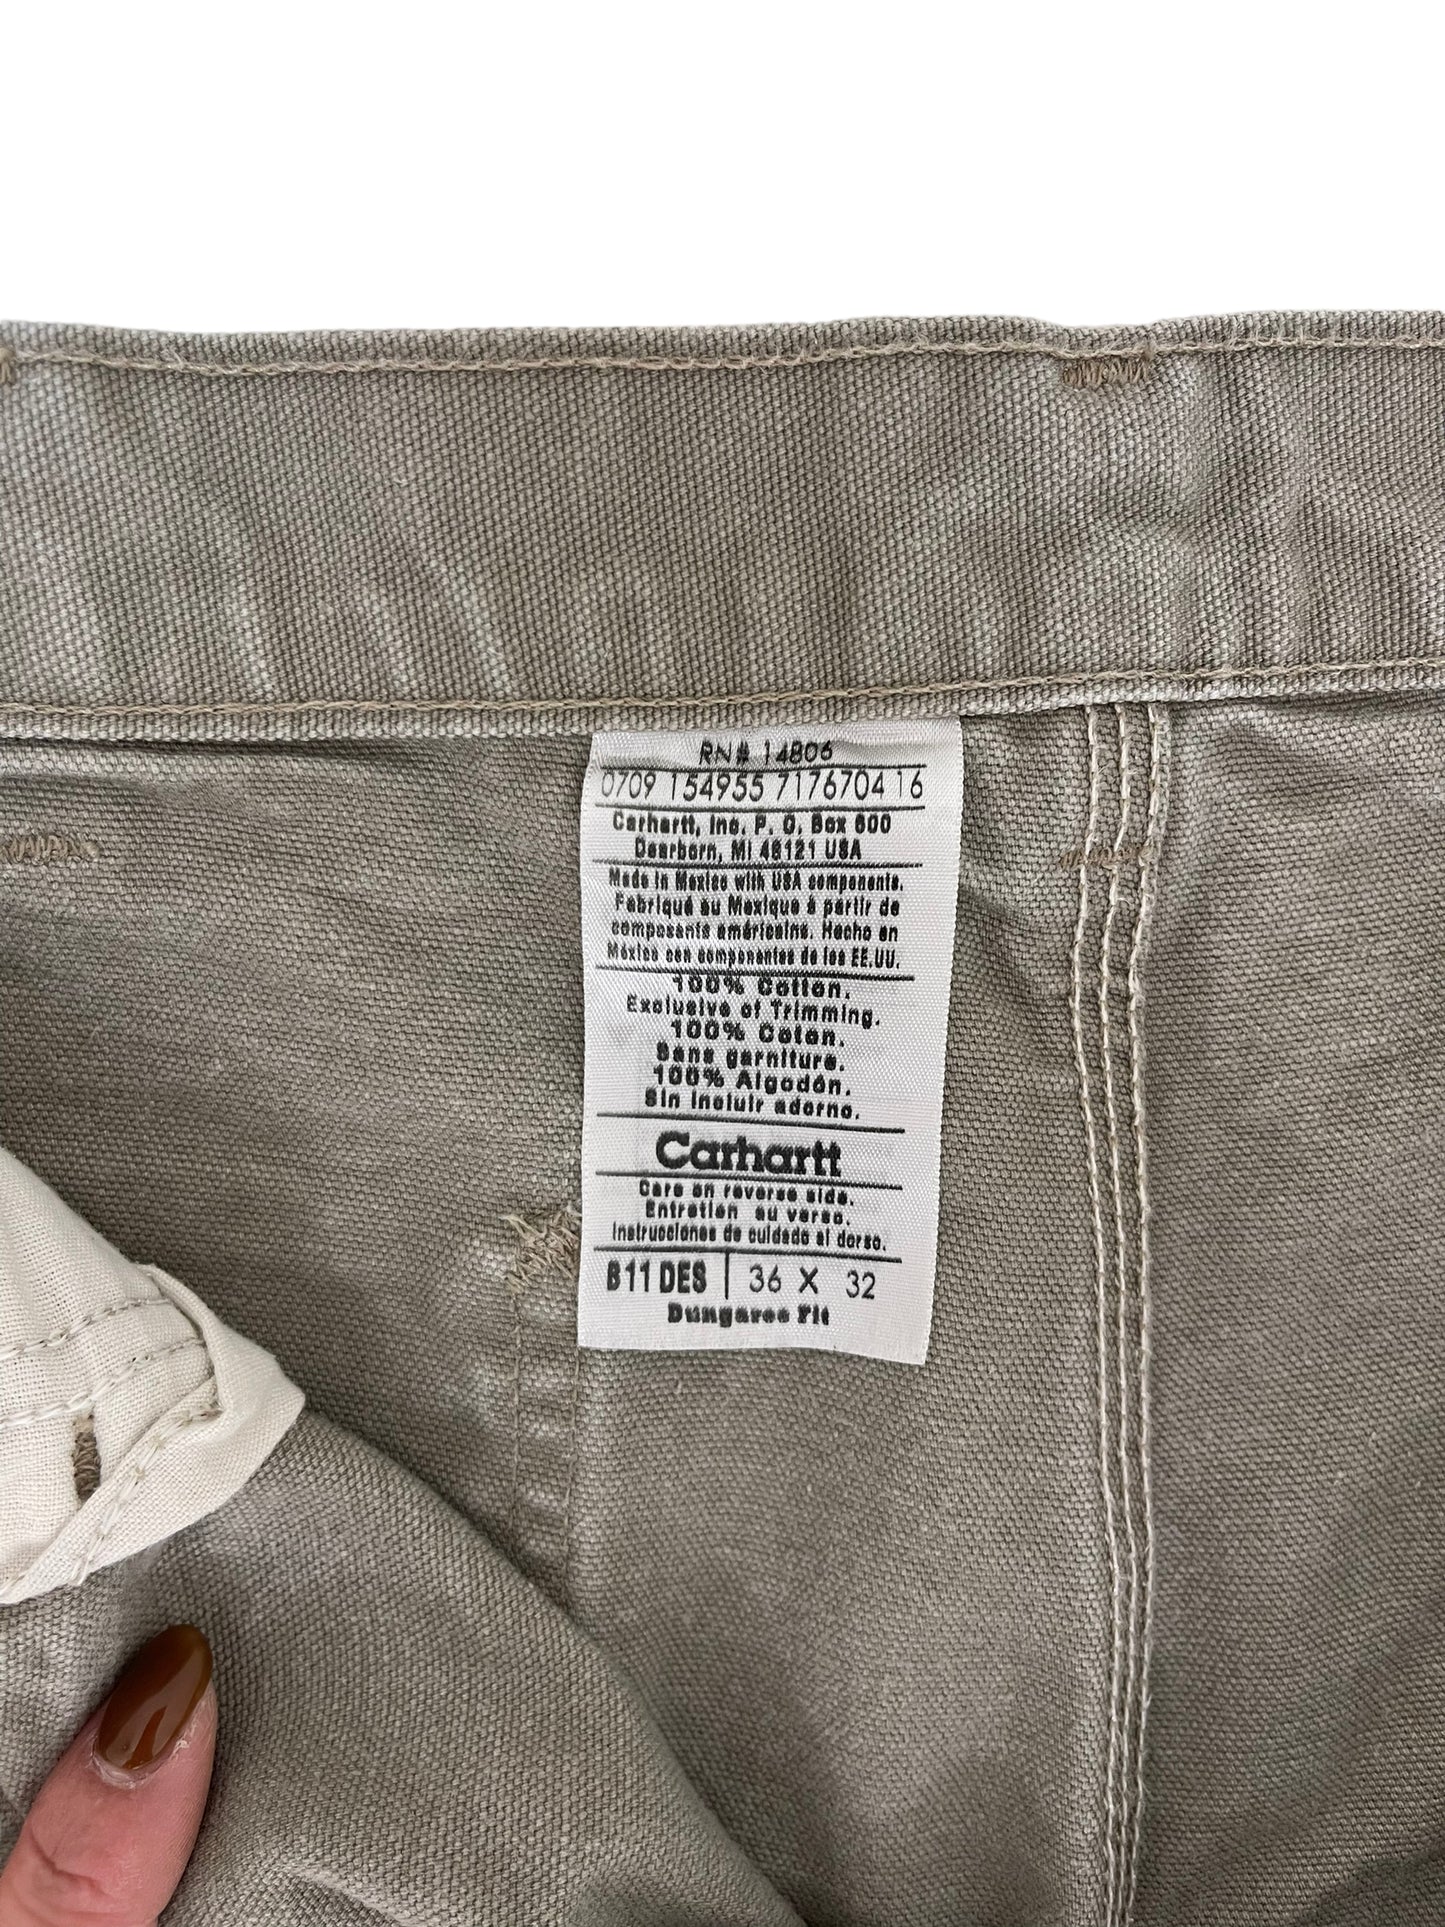 RN# 14806
0709 154955 7176704 16
Carhartt, Inc. P. O. Box 600
Dearborn, MI 48121 USA
Made in Mexico with USA components.
Fabriqué au Mexique à partir de
composants américains. Hecho en
México con componentes de los EE.UU.
100% Cotton.
Exclusive of Trimming.
100% Coton.
Sans garniture.
100% Algodón.
Sin incluir adorno.
Carhartt
Care on reverse side.
Entretien au verso.
Instrucciones de cuidado al dorso.
B11 DES 36 X 32
Dungaree Fit